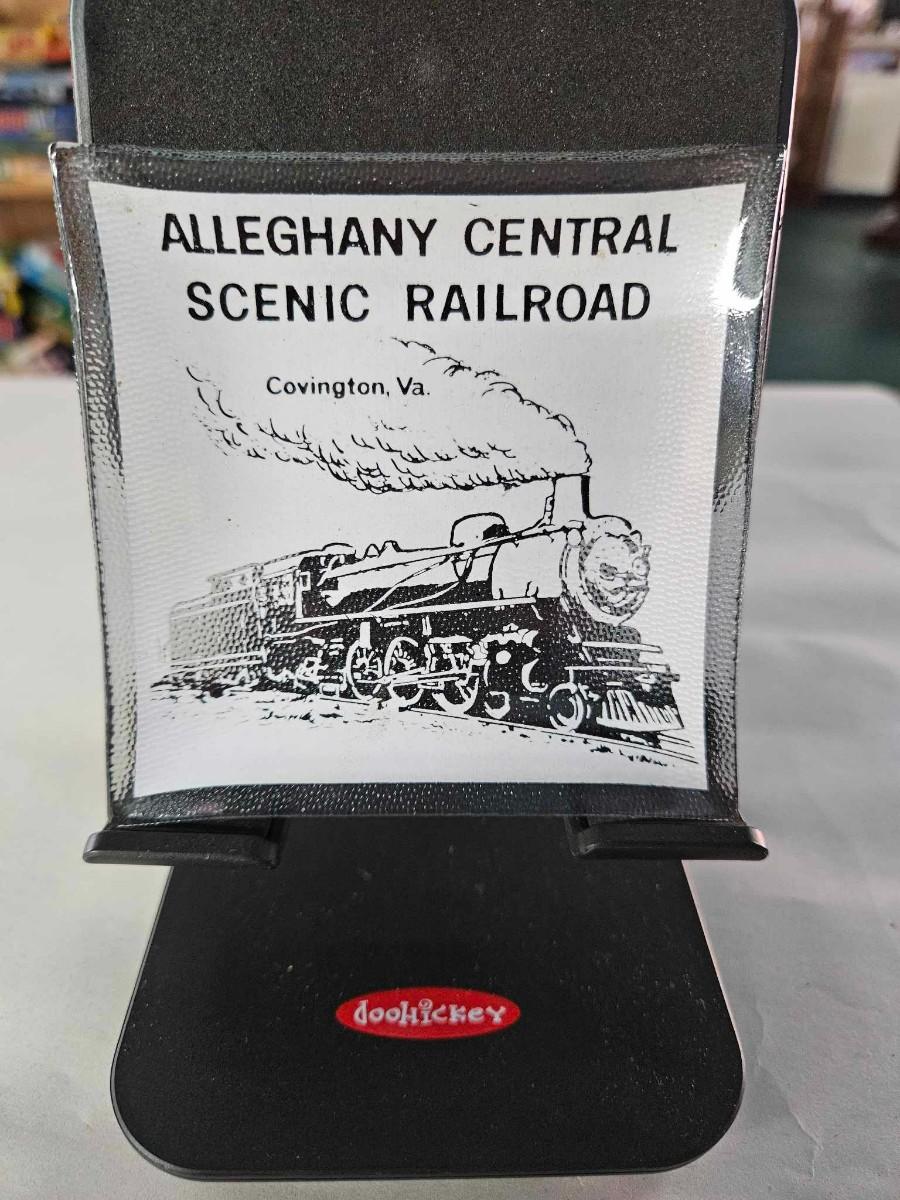 ALLEGHANY CENTRAL
SCENIC RAILROAD
Covington, Va.
dooHickey